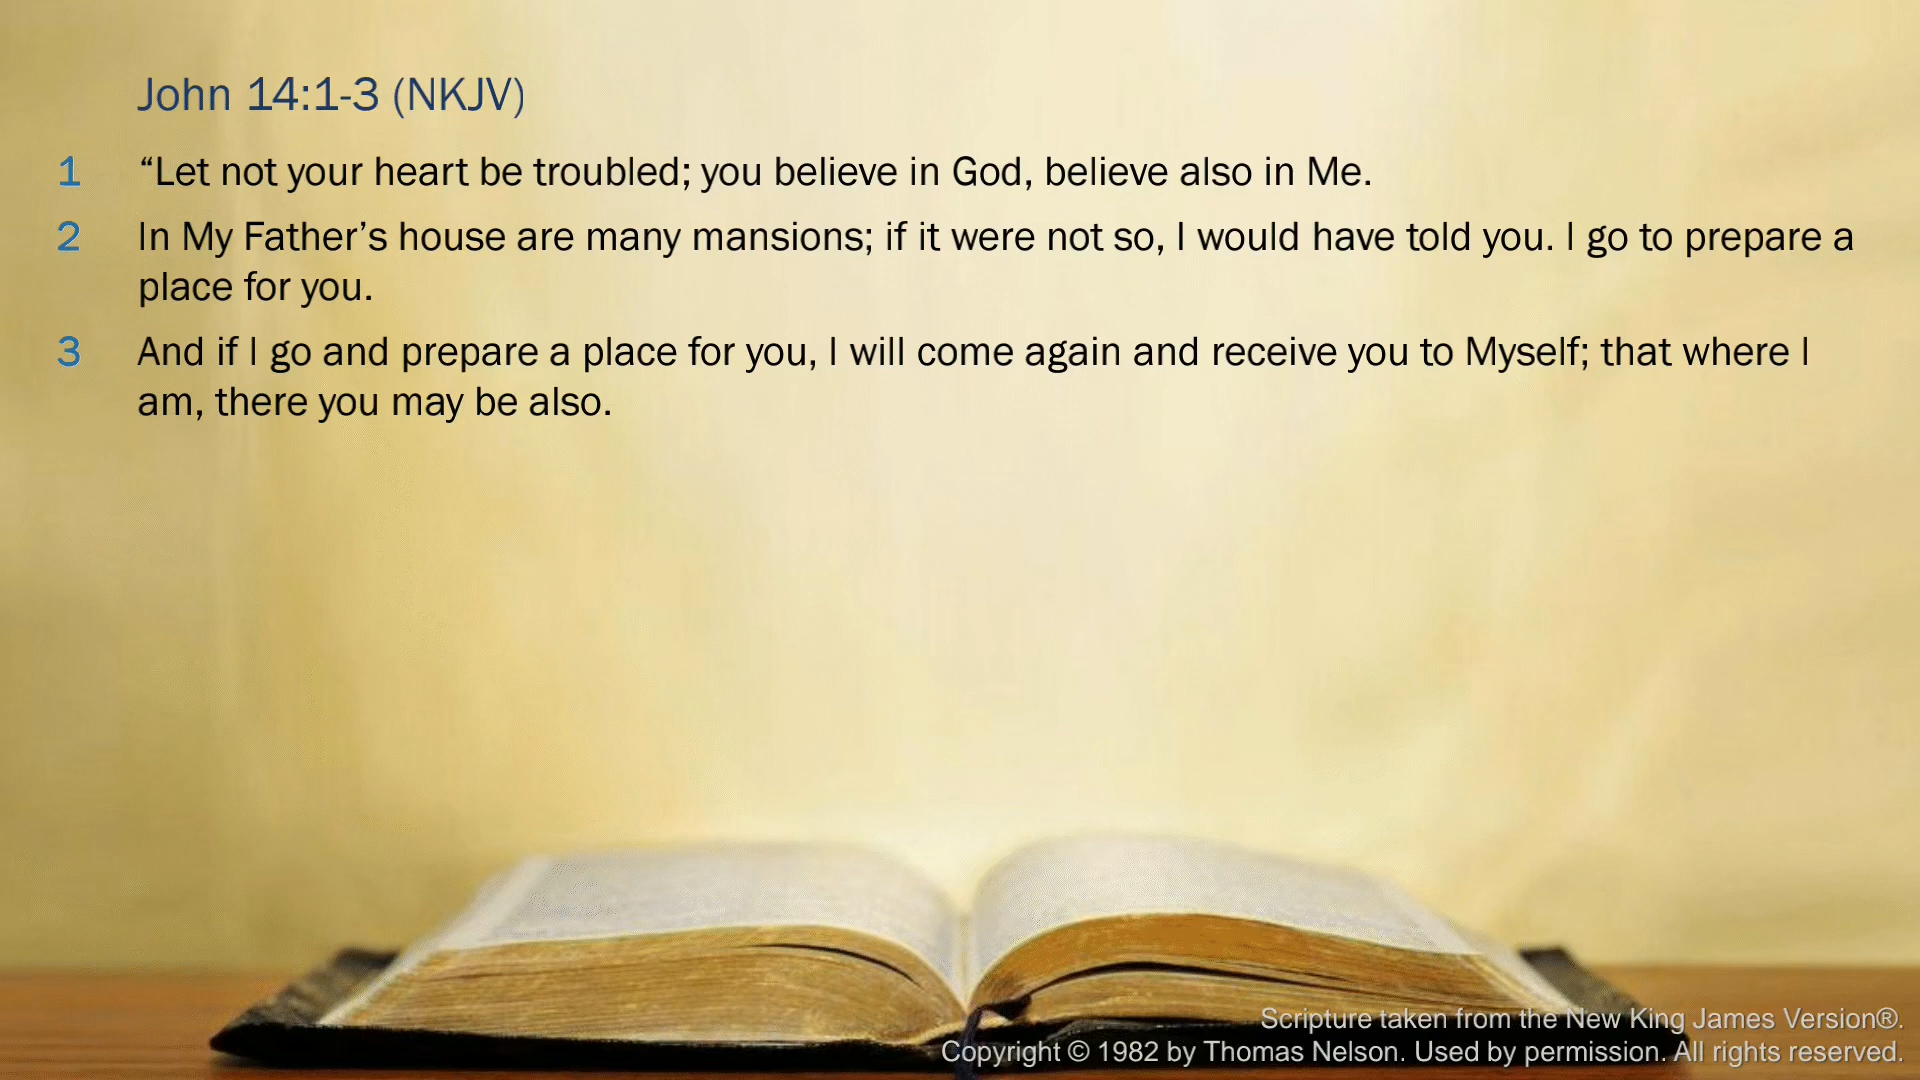 John 14:1-3 (NKJV)
1 “Let not your heart be troubled; you believe in God, believe also in Me.
2 In My Father’s house are many mansions; if it were not so, I would have told you. I go to prepare a
place for you.
3 And if I go and prepare a place for you, I will come again and receive you to Myself; that where I
am, there you may be also.
Scripture taken from the New King James Version®.
Copyright © 1982 by Thomas Nelson. Used by permission. All rights reserved.